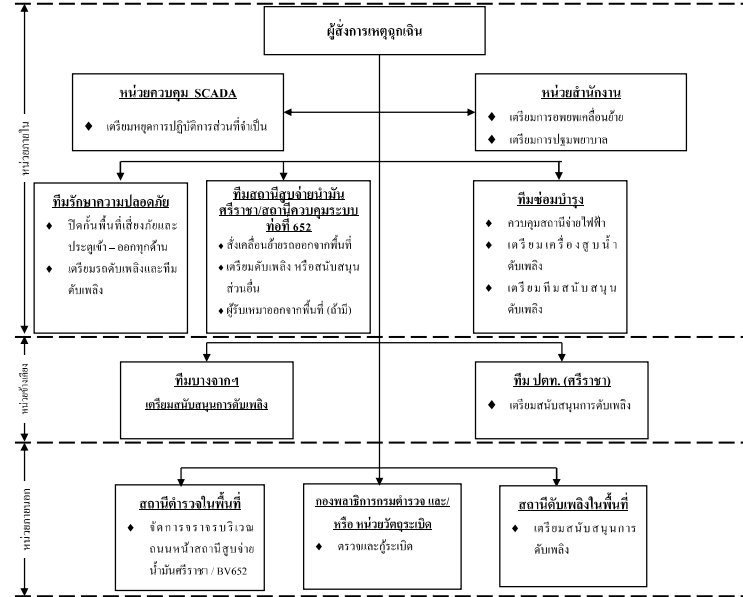 ผู้สั่งการเหตุฉุกเฉิน
หน่วยภายใน
หน่วยควบคุม SCADA
♦ เตรียมหยุดการปฏิบัติการส่วนที่จำเป็น
หน่วยสำนักงาน
♦ เตรียมการอพยพเคลื่อนย้าย
♦ เตรียมการปฐมพยาบาล
ทีมรักษาความปลอดภัย
♦ ปิดกั้นพื้นที่เสี่ยงภัยและ
ประตูเข้า – ออกทุกด้าน
♦ เตรียมรถดับเพลิงและทีม
ดับเพลิง
ทีมสถานีสูบจ่ายน้ำมัน
ศรีราชา/สถานีควบคุมระบบ
ท่อที่ 652
♦ สั่งเคลื่อนย้ายรถออกจากพื้นที่
♦ เตรียมดับเพลิง หรือสนับสนุน
ส่วนอื่น
♦ ผู้รับเหมาออกจากพื้นที่ (ถ้ามี)
ทีมซ่อมบำรุง
♦ ควบคุมสถานีจ่ายไฟฟ้า
♦ เตรียมเครื่องสูบน้ำ
ดับเพลิง
♦ เตรียมทีมสนับสนุน
ดับเพลิง
หน่วยข้างเคียง
ทีมบางจากฯ
เตรียมสนับสนุนการดับเพลิง
ทีม ปตท. (ศรีราชา)
♦ เตรียมสนับสนุนการดับเพลิง
หน่วยภายนอก
สถานีตำรวจในพื้นที่
♦ จัดการจราจรบริเวณ
ถนนหน้าสถานีสูบจ่าย
น้ำมันศรีราชา / BV652
กองพลาธิการกรมตำรวจ และ/
หรือ หน่วยวัตถุระเบิด
♦ ตรวจและกู้ระเบิด
สถานีดับเพลิงในพื้นที่
♦ เตรียมสนับสนุนการ
ดับเพลิง